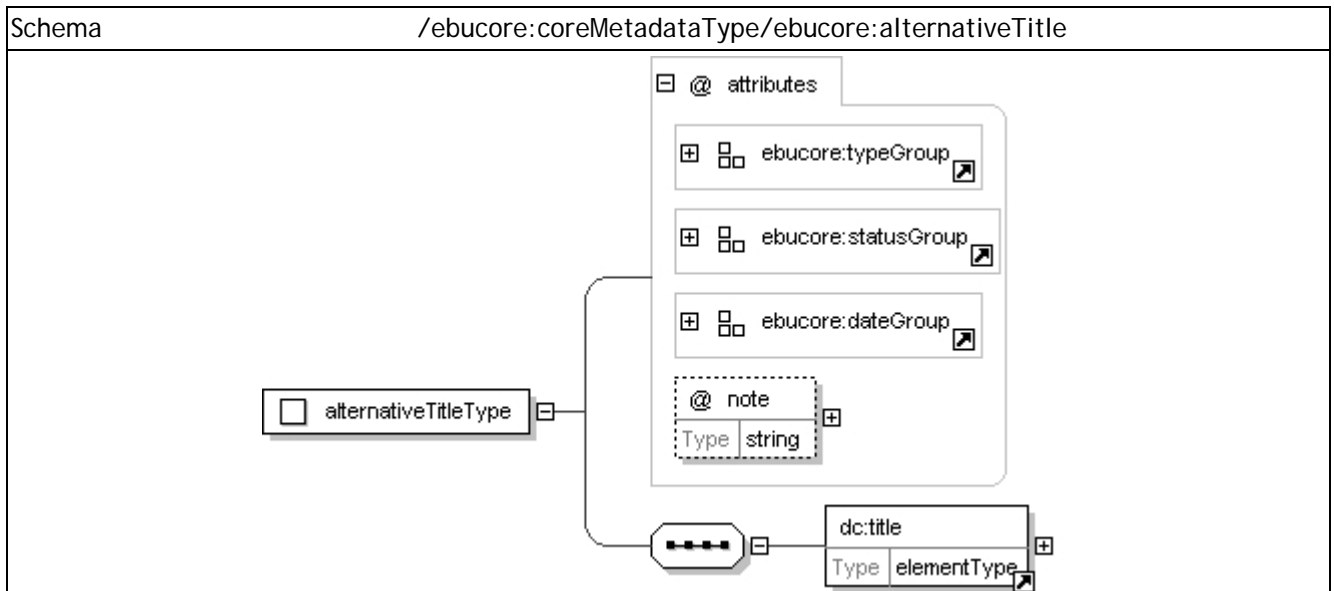 Schema /ebucore:coreMetadataType/ebucore:alternativeTitle
@ attributes
ebucore:typeGroup
ebucore:statusGroup
ebucore:dateGroup
@ note
Type string
alternativeTitleType
dc:title
Type elementType